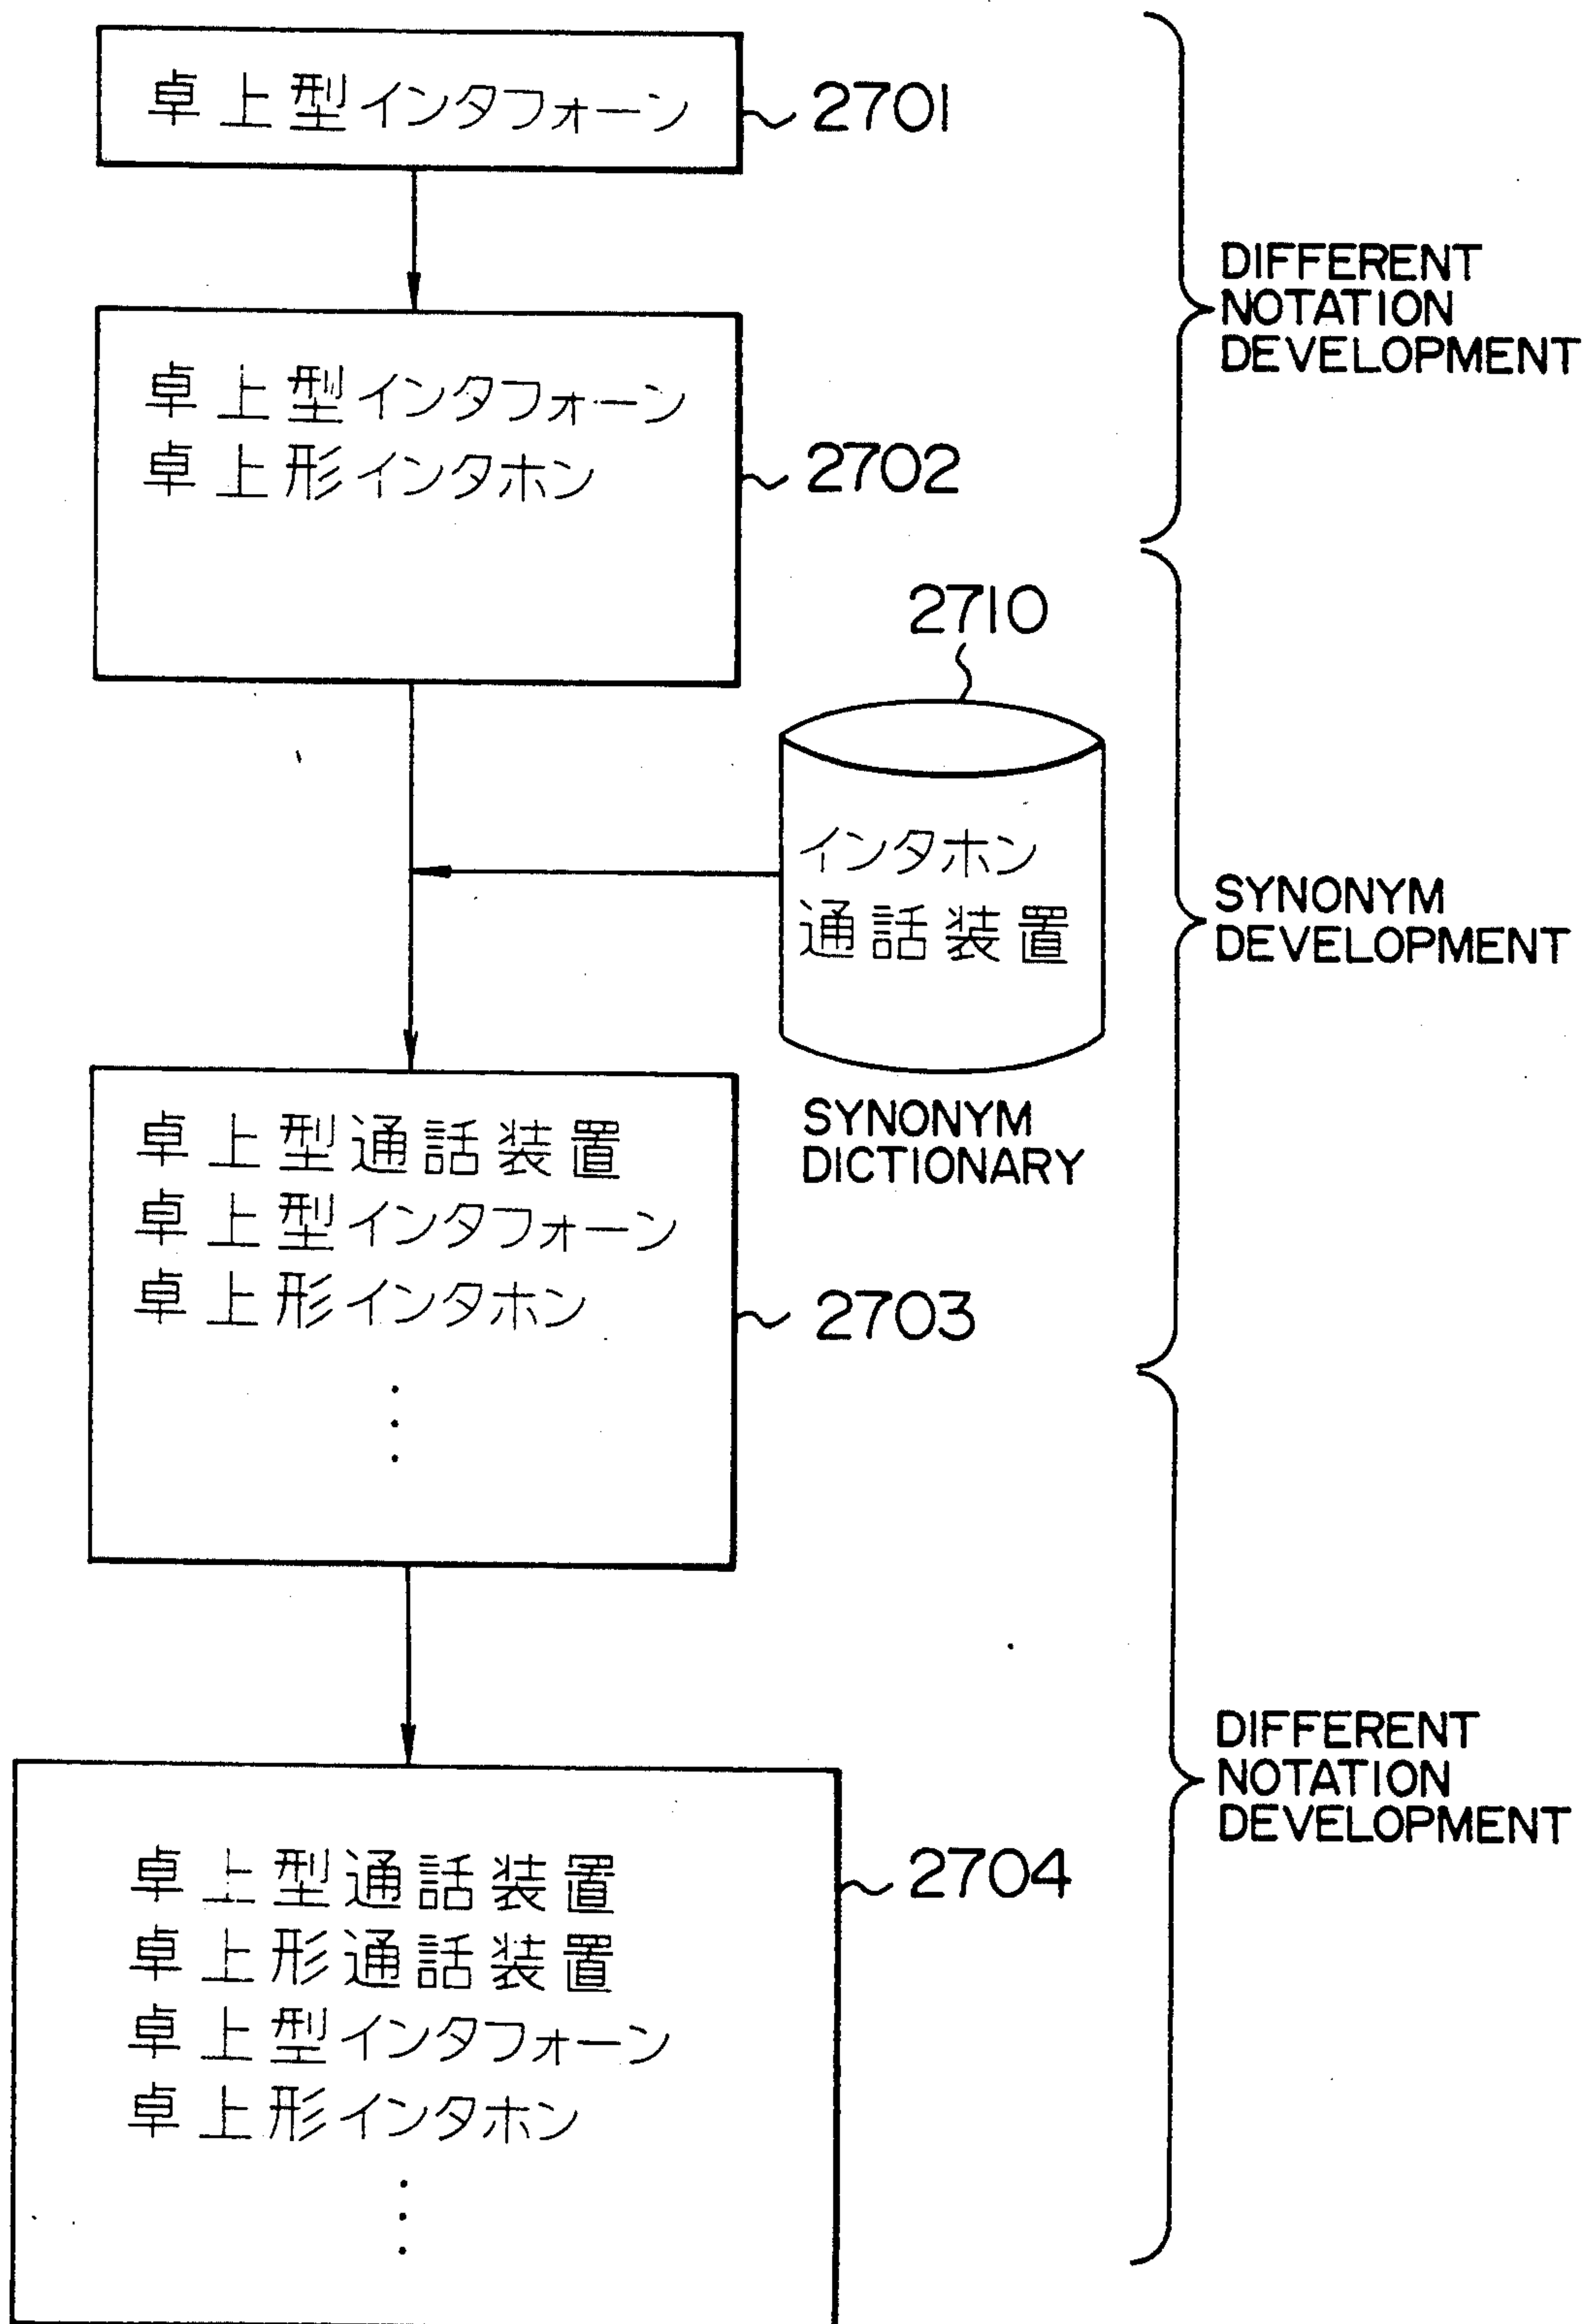 卓上型インタフォーン
2701
DIFFERENT
NOTATION
DEVELOPMENT
卓上型インタフォーン
卓上形インタホン
2702
2710
インタホン
通話装置
SYNONYM
DICTIONARY
SYNONYM
DEVELOPMENT
卓上型通話装置
卓上型インタフォーン
卓上形インタホン
2703
DIFFERENT
NOTATION
DEVELOPMENT
卓上型通話装置
卓上形通話装置
卓上型インタフォーン
卓上形インタホン
2704